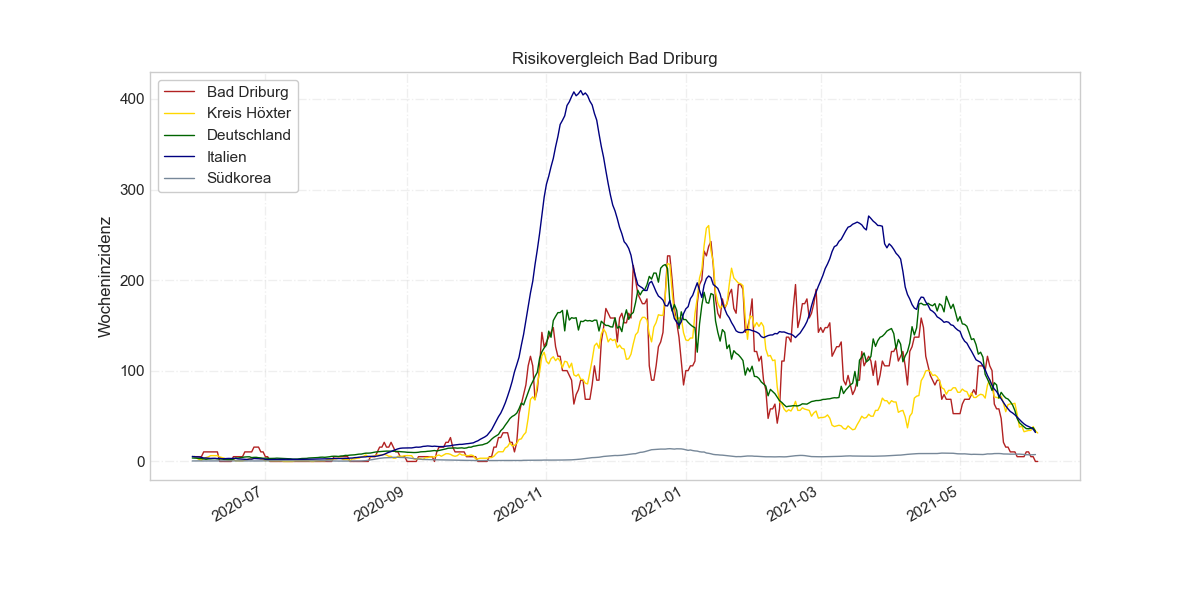 Risikovergleich Bad Driburg
Bad Driburg
Kreis Höxter
Deutschland
Italien
Südkorea
Wocheninzidenz
400
300
200
100
0
2020-07
2020-09
2020-11
2021-01
2021-03
2021-05